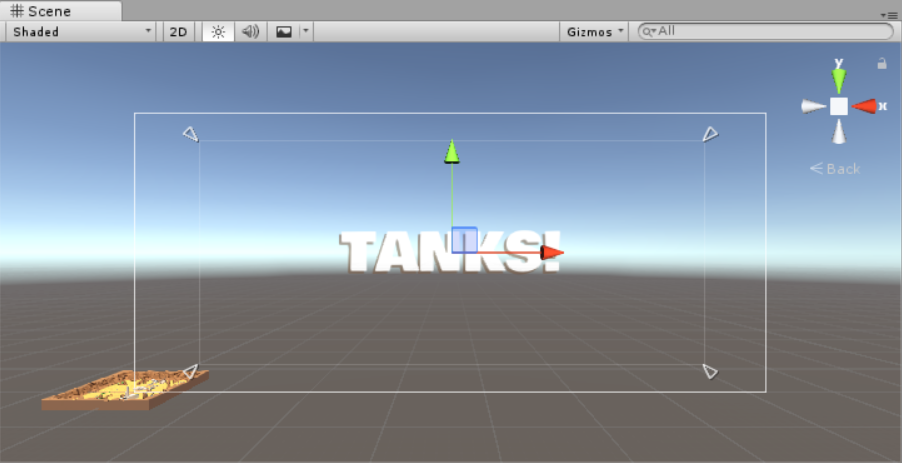 Scene
Shaded 2D Gizmos All
y
x
Back
TANKS!